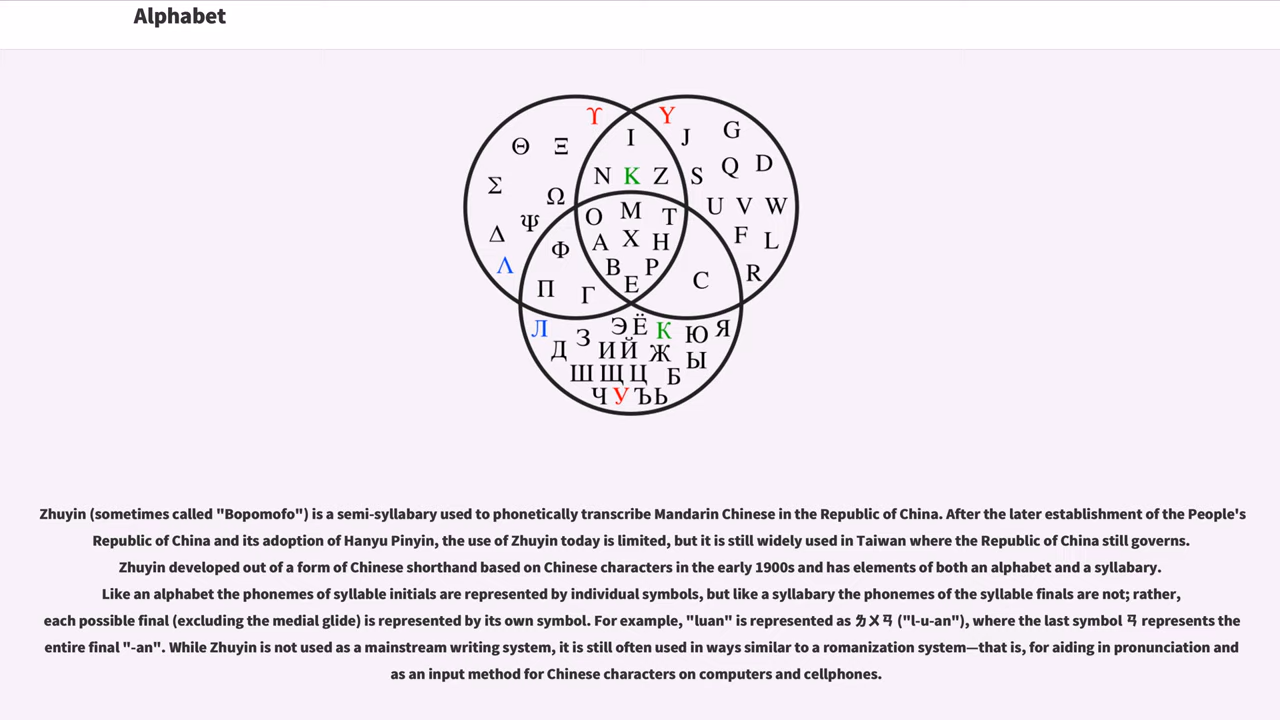 Alphabet
ϒ Y
I J G
Θ Ξ
N K Z S Q D
Σ Ω
O M T U V W
Ψ
Δ Φ A X H F L
Λ B P R
Π Γ E C
Л З Э Ё К Ю Я
Д И Й Ж Ы
Ш Щ Ц Б
Ч У Ъ Ь
Zhuyin (sometimes called "Bopomofo") is a semi-syllabary used to phonetically transcribe Mandarin Chinese in the Republic of China. After the later establishment of the People's
Republic of China and its adoption of Hanyu Pinyin, the use of Zhuyin today is limited, but it is still widely used in Taiwan where the Republic of China still governs.
Zhuyin developed out of a form of Chinese shorthand based on Chinese characters in the early 1900s and has elements of both an alphabet and a syllabary.
Like an alphabet the phonemes of syllable initials are represented by individual symbols, but like a syllabary the phonemes of the syllable finals are not; rather,
each possible final (excluding the medial glide) is represented by its own symbol. For example, "luan" is represented as ㄌㄨㄢ ("l-u-an"), where the last symbol ㄢ represents the
entire final "-an". While Zhuyin is not used as a mainstream writing system, it is still often used in ways similar to a romanization system—that is, for aiding in pronunciation and
as an input method for Chinese characters on computers and cellphones.